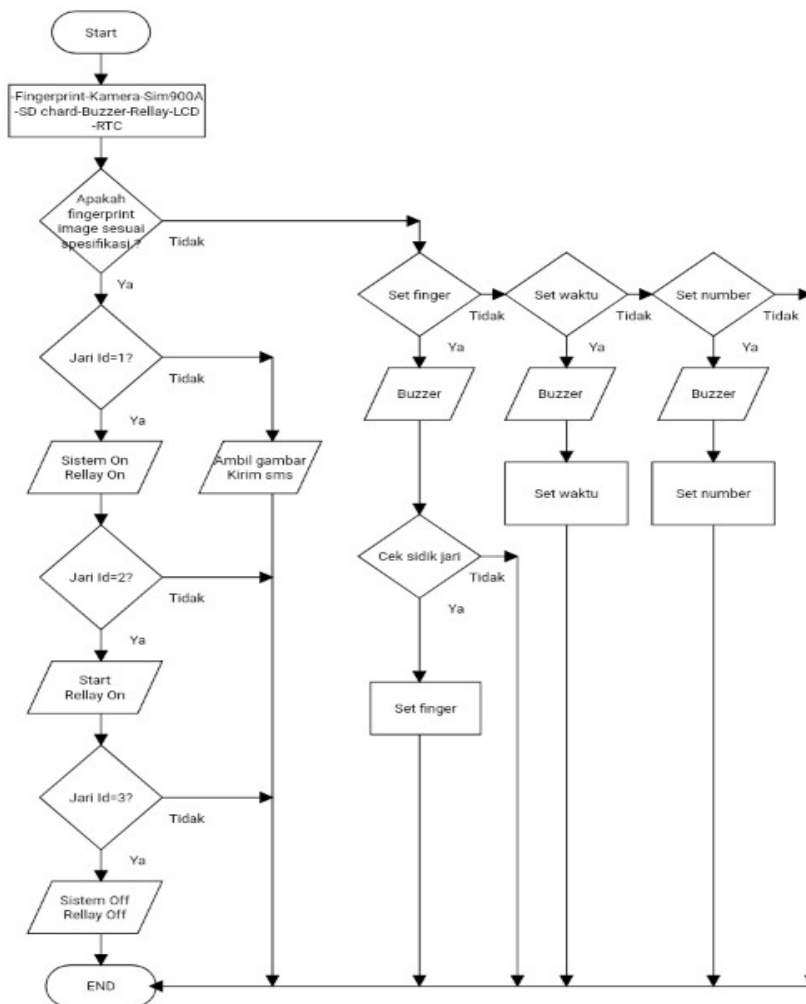 Start
-Fingerprint-Kamera-Sim900A
-SD chard-Buzzer-Rellay-LCD
-RTC
Apakah
fingerprint
image sesuai
spesifikasi ?
Tidak
Ya
Set finger
Tidak
Ya
Set waktu
Tidak
Ya
Set number
Tidak
Ya
Jari Id=1?
Tidak
Ya
Buzzer
Buzzer
Buzzer
Sistem On
Rellay On
Ambil gambar
Kirim sms
Set waktu
Set number
Jari Id=2?
Tidak
Ya
Cek sidik jari
Tidak
Ya
Start
Rellay On
Set finger
Jari Id=3?
Tidak
Ya
Sistem Off
Rellay Off
END